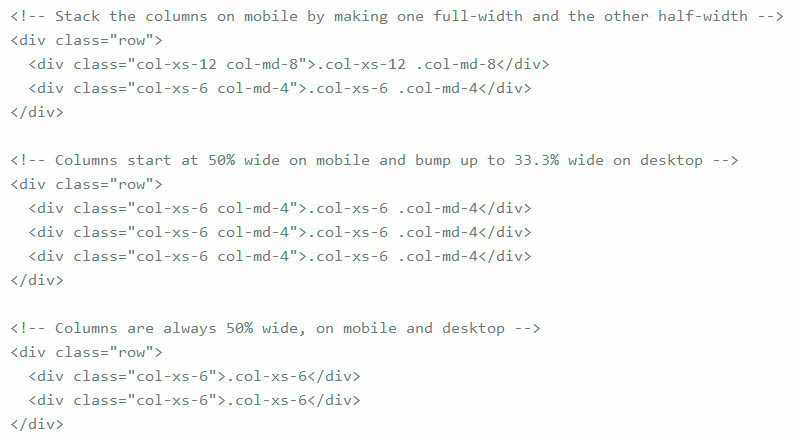 <!-- Stack the columns on mobile by making one full-width and the other half-width -->
<div class="row">
  <div class="col-xs-12 col-md-8">.col-xs-12 .col-md-8</div>
  <div class="col-xs-6 col-md-4">.col-xs-6 .col-md-4</div>
</div>

<!-- Columns start at 50% wide on mobile and bump up to 33.3% wide on desktop -->
<div class="row">
  <div class="col-xs-6 col-md-4">.col-xs-6 .col-md-4</div>
  <div class="col-xs-6 col-md-4">.col-xs-6 .col-md-4</div>
  <div class="col-xs-6 col-md-4">.col-xs-6 .col-md-4</div>
</div>

<!-- Columns are always 50% wide, on mobile and desktop -->
<div class="row">
  <div class="col-xs-6">.col-xs-6</div>
  <div class="col-xs-6">.col-xs-6</div>
</div>